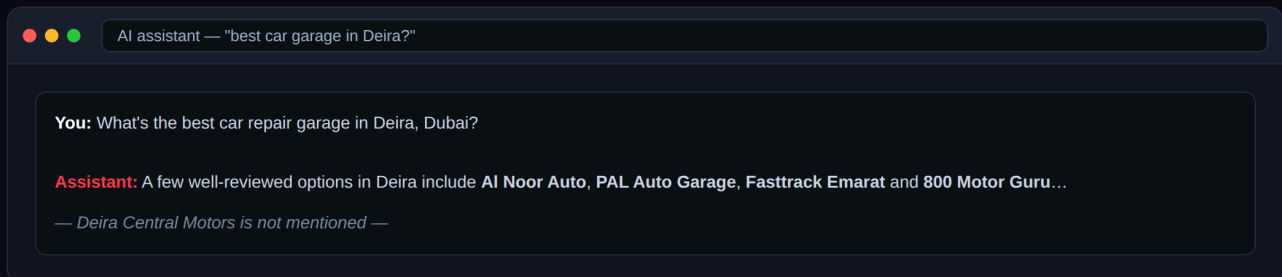 AI assistant — "best car garage in Deira?"
You: What's the best car repair garage in Deira, Dubai?
Assistant: A few well-reviewed options in Deira include Al Noor Auto, PAL Auto Garage, Fasttrack Emarat and 800 Motor Guru…
— Deira Central Motors is not mentioned —